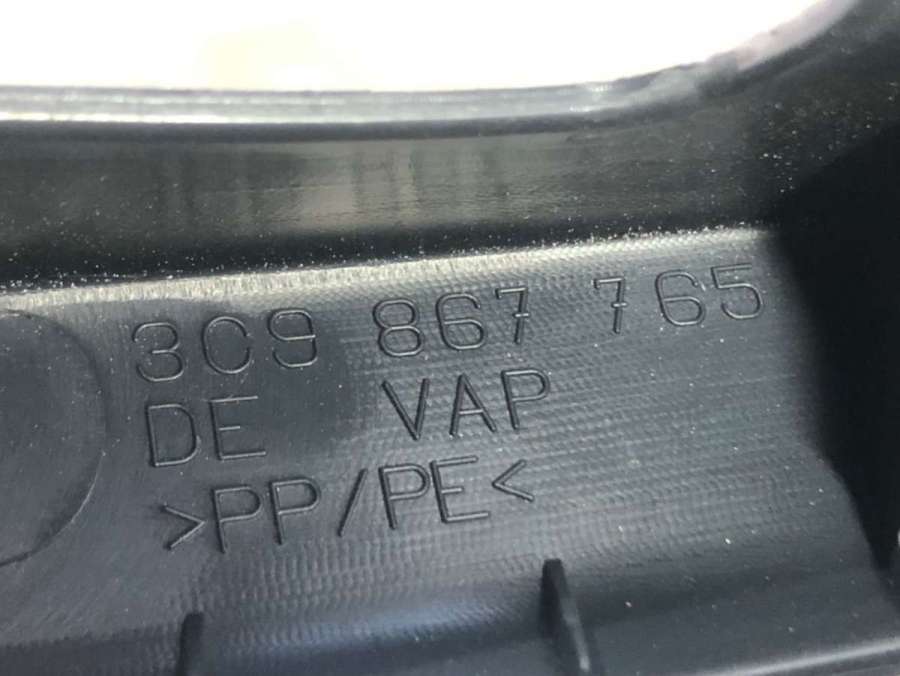 3C9 867 765
DE VAP
>PP/PE<